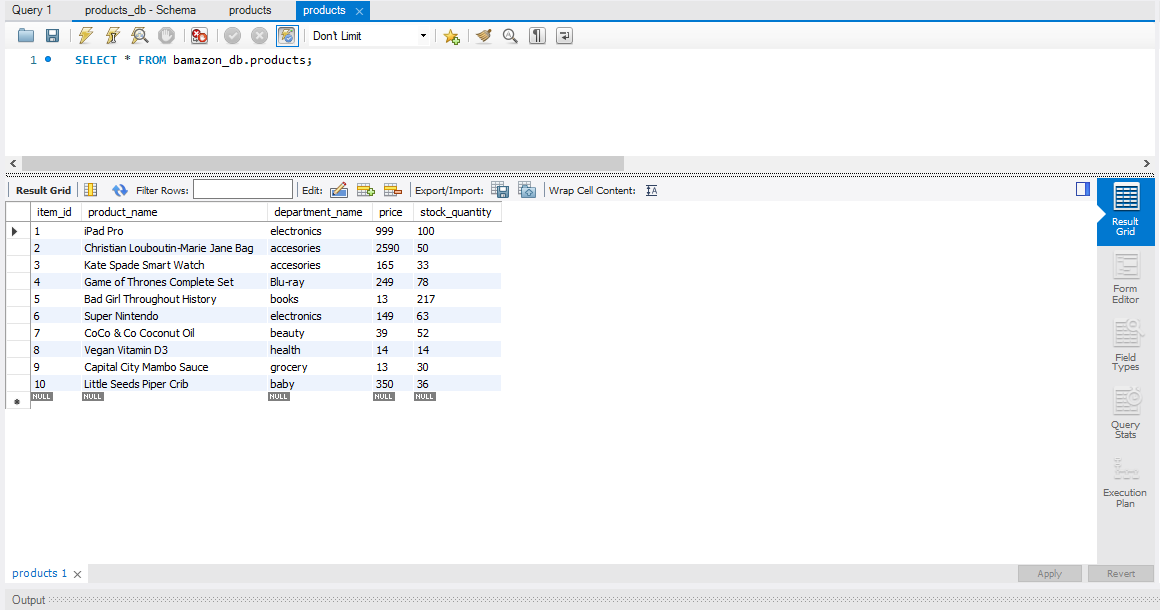 Query 1 products_db - Schema products products
Don't Limit
1 SELECT * FROM bamazon_db.products;
Result Grid Filter Rows: Edit: Export/Import: Wrap Cell Content:
item_id product_name department_name price stock_quantity
1 iPad Pro electronics 999 100
2 Christian Louboutin-Marie Jane Bag accesories 2590 50
3 Kate Spade Smart Watch accesories 165 33
4 Game of Thrones Complete Set Blu-ray 249 78
5 Bad Girl Throughout History books 13 217
6 Super Nintendo electronics 149 63
7 CoCo & Co Coconut Oil beauty 39 52
8 Vegan Vitamin D3 health 14 14
9 Capital City Mambo Sauce grocery 13 30
10 Little Seeds Piper Crib baby 350 36
NULL NULL NULL NULL NULL
Result
Grid
Form
Editor
Field
Types
Query
Stats
Execution
Plan
products 1 Apply Revert
Output